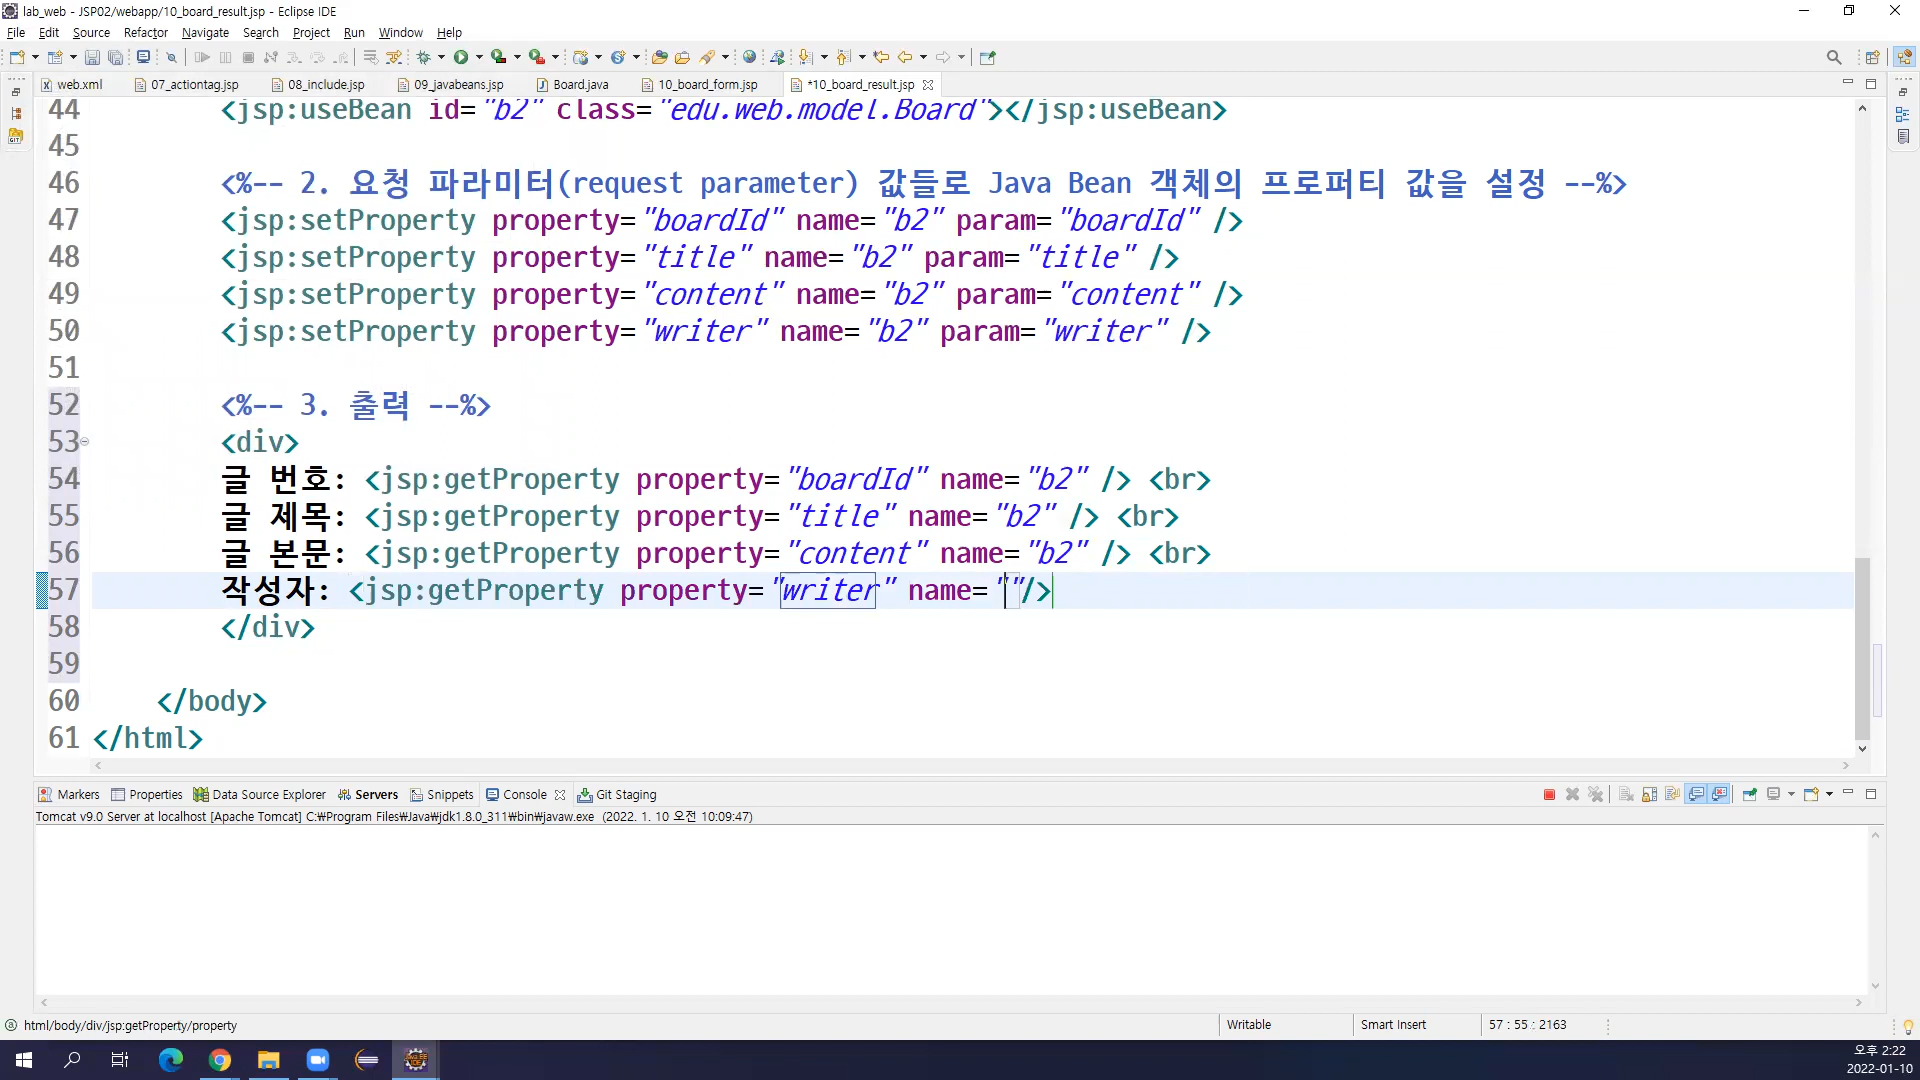 lab_web - JSP02/webapp/10_board_result.jsp - Eclipse IDE
File Edit Source Refactor Navigate Search Project Run Window Help
web.xml 07_actiontag.jsp 08_include.jsp 09_javabeans.jsp Board.java 10_board_form.jsp *10_board_result.jsp
44 <jsp:useBean id="b2" class="edu.web.model.Board"></jsp:useBean>
45
46 <%-- 2. 요청 파라미터(request parameter) 값들로 Java Bean 객체의 프로퍼티 값을 설정 --%>
47 <jsp:setProperty property="boardId" name="b2" param="boardId" />
48 <jsp:setProperty property="title" name="b2" param="title" />
49 <jsp:setProperty property="content" name="b2" param="content" />
50 <jsp:setProperty property="writer" name="b2" param="writer" />
51
52 <%-- 3. 출력 --%>
53 <div>
54 글 번호: <jsp:getProperty property="boardId" name="b2" /> <br>
55 글 제목: <jsp:getProperty property="title" name="b2" /> <br>
56 글 본문: <jsp:getProperty property="content" name="b2" /> <br>
57 작성자: <jsp:getProperty property="writer" name=""/>
58 </div>
59
60 </body>
61 </html>
Markers Properties Data Source Explorer Servers Snippets Console Git Staging
Tomcat v9.0 Server at localhost [Apache Tomcat] C:₩Program Files₩Java₩jdk1.8.0_311₩bin₩javaw.exe (2022. 1. 10 오전 10:09:47)
html/body/div/jsp:getProperty/property Writable Smart Insert 57 : 55 : 2163
오후 2:22
2022-01-10